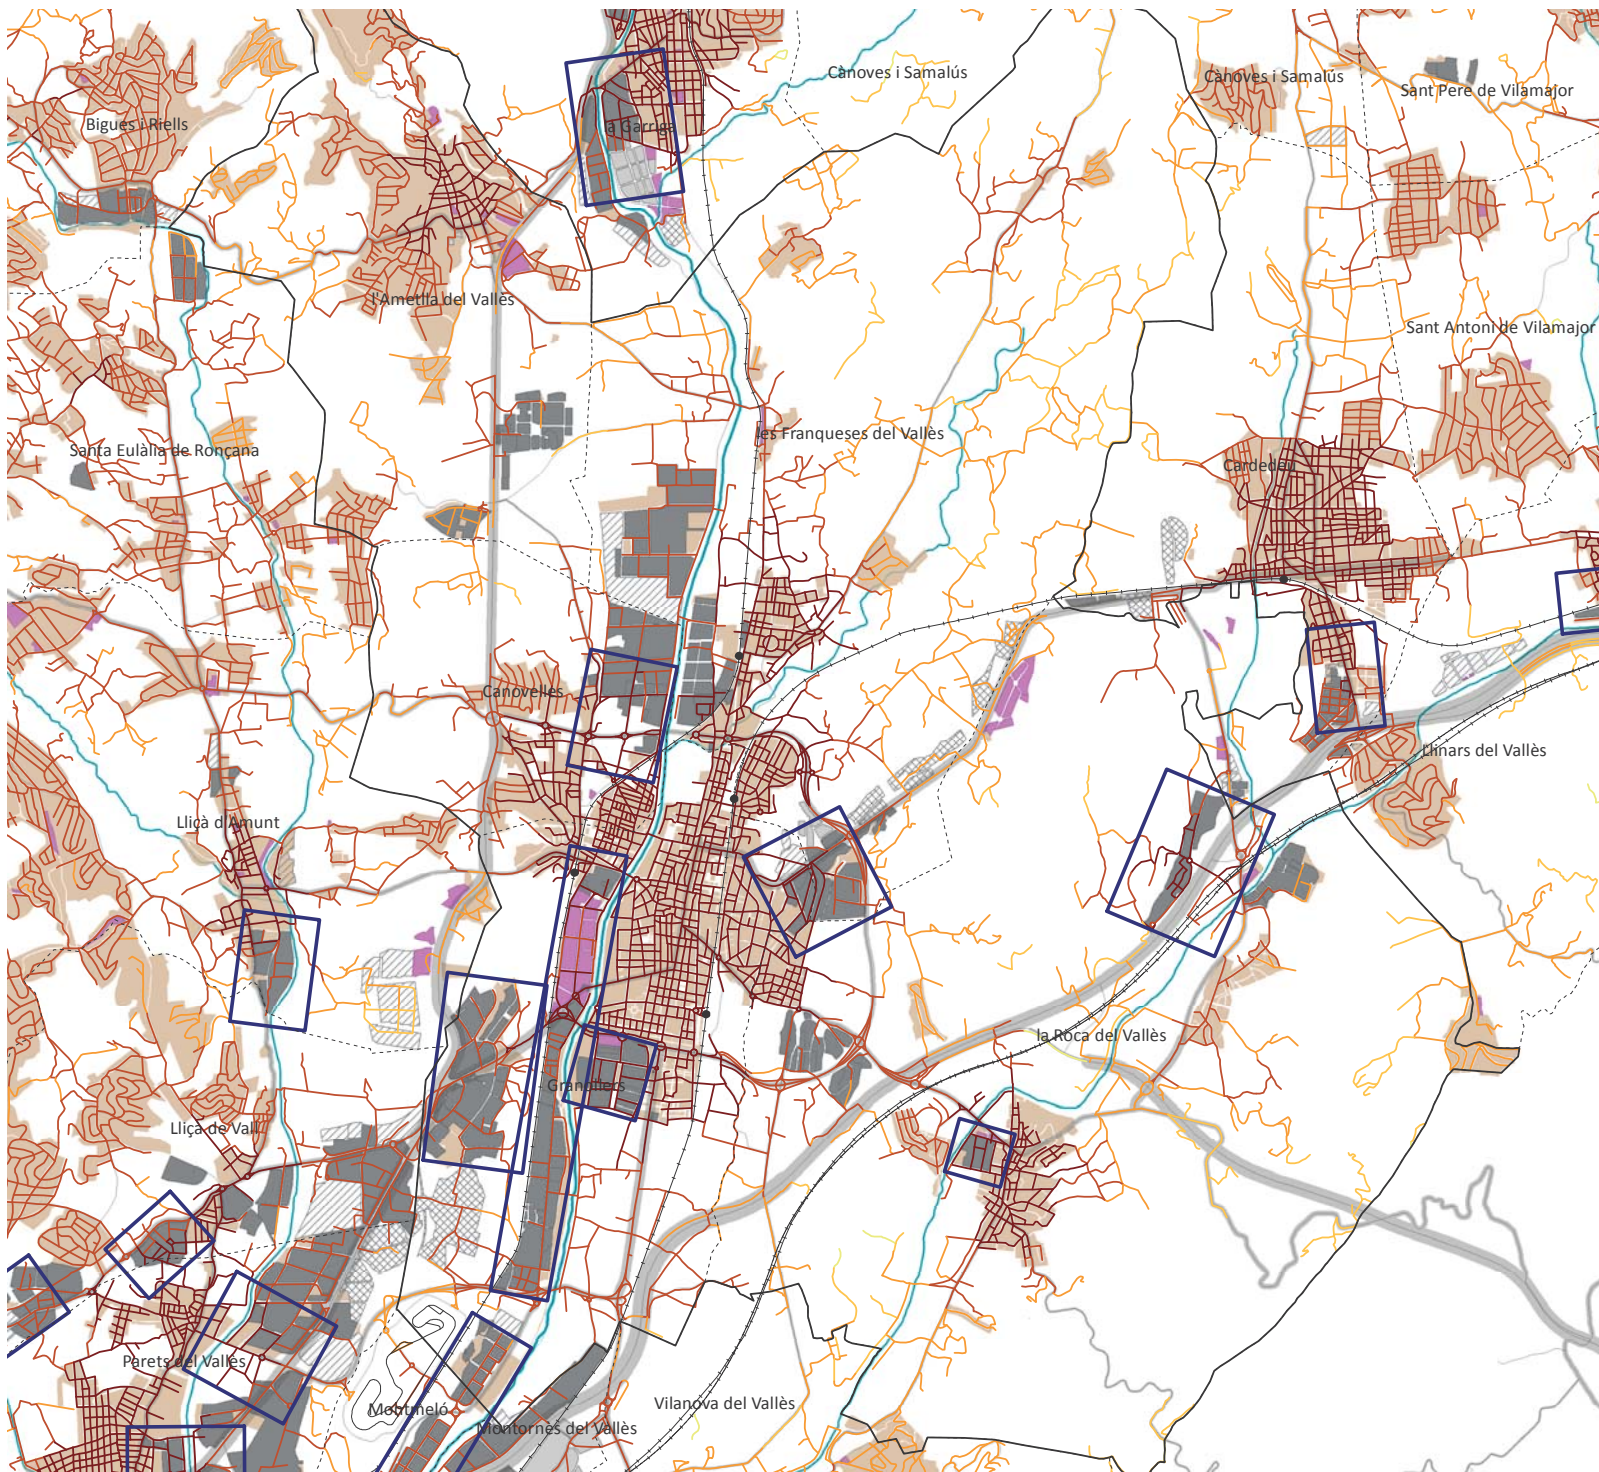 Cànoves i Samalús
Cànoves i Samalús
Sant Pere de Vilamajor
Bigues i Riells
la Garriga
l'Ametlla del Vallès
Sant Antoni de Vilamajor
les Franqueses del Vallès
Santa Eulàlia de Ronçana
Cardedeu
Canovelles
Llinars del Vallès
Lliçà d'Amunt
la Roca del Vallès
Granollers
Lliçà de Vall
Parets del Vallès
Vilanova del Vallès
Montmeló
Montornès del Vallès